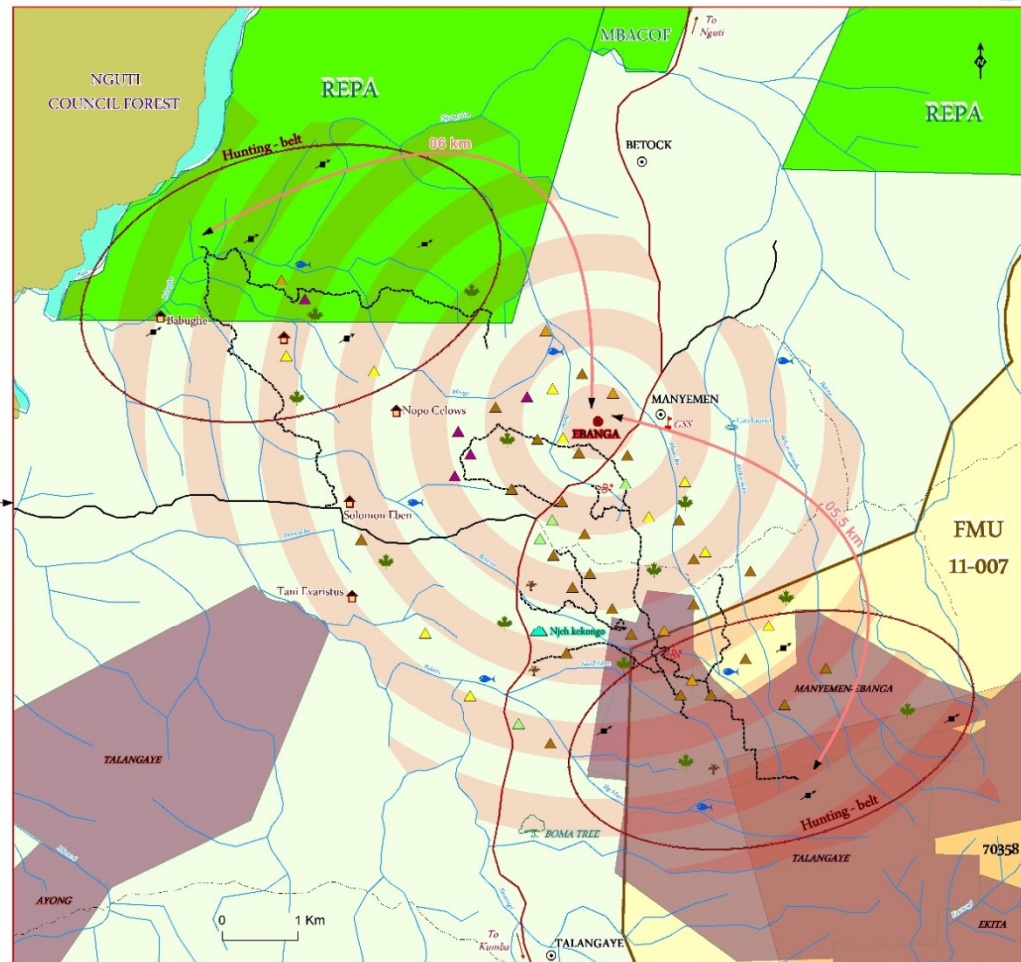 To
Nguti
MBACOF
NGUTI
COUNCIL FOREST
REPA
N
REPA
Hunting - belt
06 km
BETOCK
Babughe
Nopo Celows
MANYEMEN
GSS
Catchment
EBANGA
Solomon Eben
05.5 km
FMU
11-007
Tani Evaristus
Njeh kekongo
MANYEMEN-EBANGA
TALANGAYE
Hunting - belt
BOMA TREE
TALANGAYE
70358
AYONG
0
1 Km
EKITA
To
Kumba
TALANGAYE